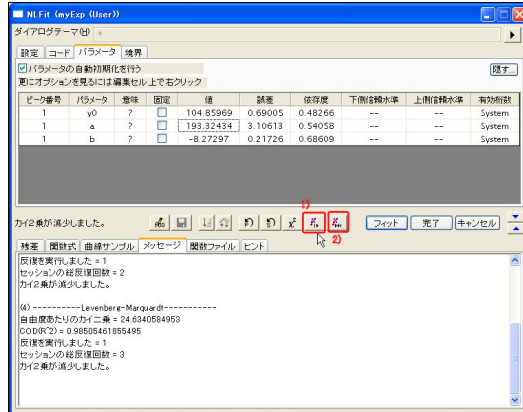 NLFit (myExp (User))
ダイアログテーマ(H) *
設定 コード パラメータ 境界
パラメータの自動初期化を行う
隠す...
更にオプションを見るには編集セル上で右クリック
ピーク番号 パラメータ 意味 固定 値 誤差 依存度 下側信頼水準 上側信頼水準 有効桁数
1 y0 ? 104.85969 0.69005 0.48266 -- -- System
1 a ? 193.32434 3.10613 0.54058 -- -- System
1 b ? -8.27297 0.21726 0.68609 -- -- System
1)
カイ2乗が減少しました。
フィット 完了 キャンセル
2)
残差 関数式 曲線サンプル メッセージ 関数ファイル ヒント
反復を実行しました = 1
セッションの総反復回数 = 2
カイ2乗が減少しました。
(4) ----------Levenberg-Marquardt-----------
自由度あたりのカイ二乗 = 24.6340584953
COD(R^2) = 0.98505461855495
反復を実行しました = 1
セッションの総反復回数 = 3
カイ2乗が減少しました。